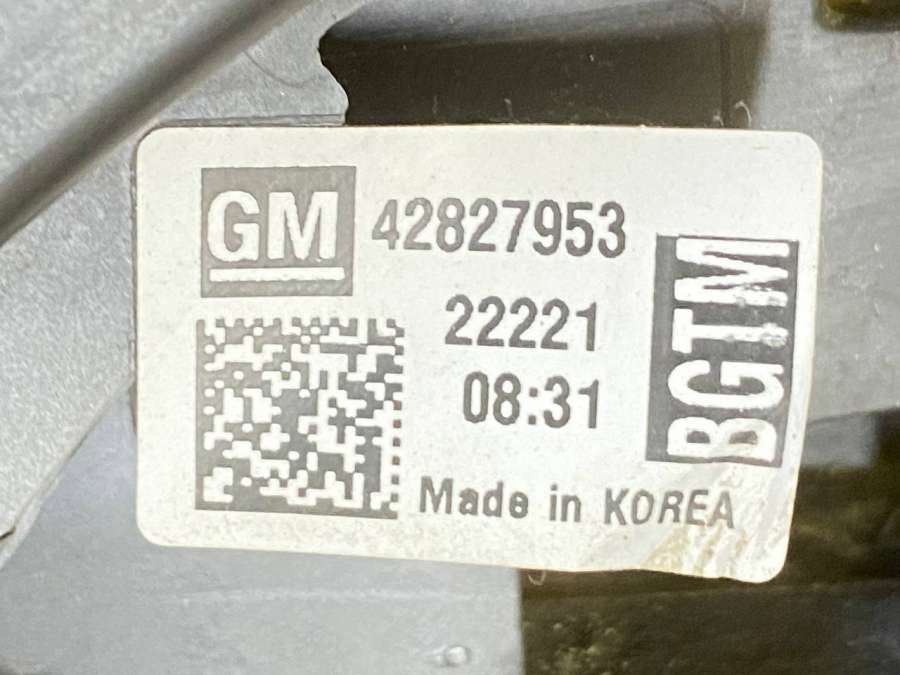 GM 42827953
22221
08:31
BGTM
Made in KOREA